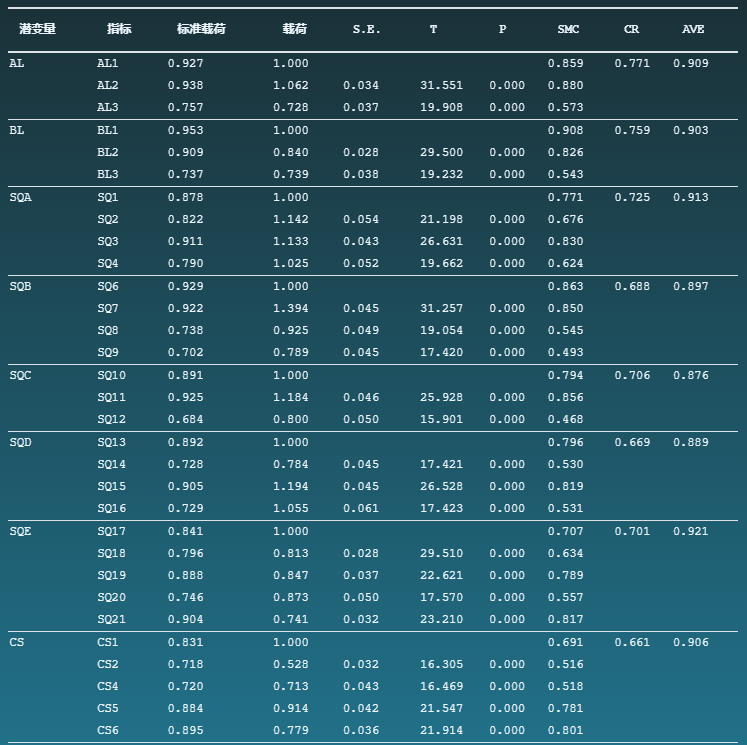 潜变量 指标 标准载荷 载荷 S.E. T P SMC CR AVE
AL AL1 0.927 1.000 0.859 0.771 0.909
AL2 0.938 1.062 0.034 31.551 0.000 0.880
AL3 0.757 0.728 0.037 19.908 0.000 0.573
BL BL1 0.953 1.000 0.908 0.759 0.903
BL2 0.909 0.840 0.028 29.500 0.000 0.826
BL3 0.737 0.739 0.038 19.232 0.000 0.543
SQA SQ1 0.878 1.000 0.771 0.725 0.913
SQ2 0.822 1.142 0.054 21.198 0.000 0.676
SQ3 0.911 1.133 0.043 26.631 0.000 0.830
SQ4 0.790 1.025 0.052 19.662 0.000 0.624
SQB SQ6 0.929 1.000 0.863 0.688 0.897
SQ7 0.922 1.394 0.045 31.257 0.000 0.850
SQ8 0.738 0.925 0.049 19.054 0.000 0.545
SQ9 0.702 0.789 0.045 17.420 0.000 0.493
SQC SQ10 0.891 1.000 0.794 0.706 0.876
SQ11 0.925 1.184 0.046 25.928 0.000 0.856
SQ12 0.684 0.800 0.050 15.901 0.000 0.468
SQD SQ13 0.892 1.000 0.796 0.669 0.889
SQ14 0.728 0.784 0.045 17.421 0.000 0.530
SQ15 0.905 1.194 0.045 26.528 0.000 0.819
SQ16 0.729 1.055 0.061 17.423 0.000 0.531
SQE SQ17 0.841 1.000 0.707 0.701 0.921
SQ18 0.796 0.813 0.028 29.510 0.000 0.634
SQ19 0.888 0.847 0.037 22.621 0.000 0.789
SQ20 0.746 0.873 0.050 17.570 0.000 0.557
SQ21 0.904 0.741 0.032 23.210 0.000 0.817
CS CS1 0.831 1.000 0.691 0.661 0.906
CS2 0.718 0.528 0.032 16.305 0.000 0.516
CS4 0.720 0.713 0.043 16.469 0.000 0.518
CS5 0.884 0.914 0.042 21.547 0.000 0.781
CS6 0.895 0.779 0.036 21.914 0.000 0.801